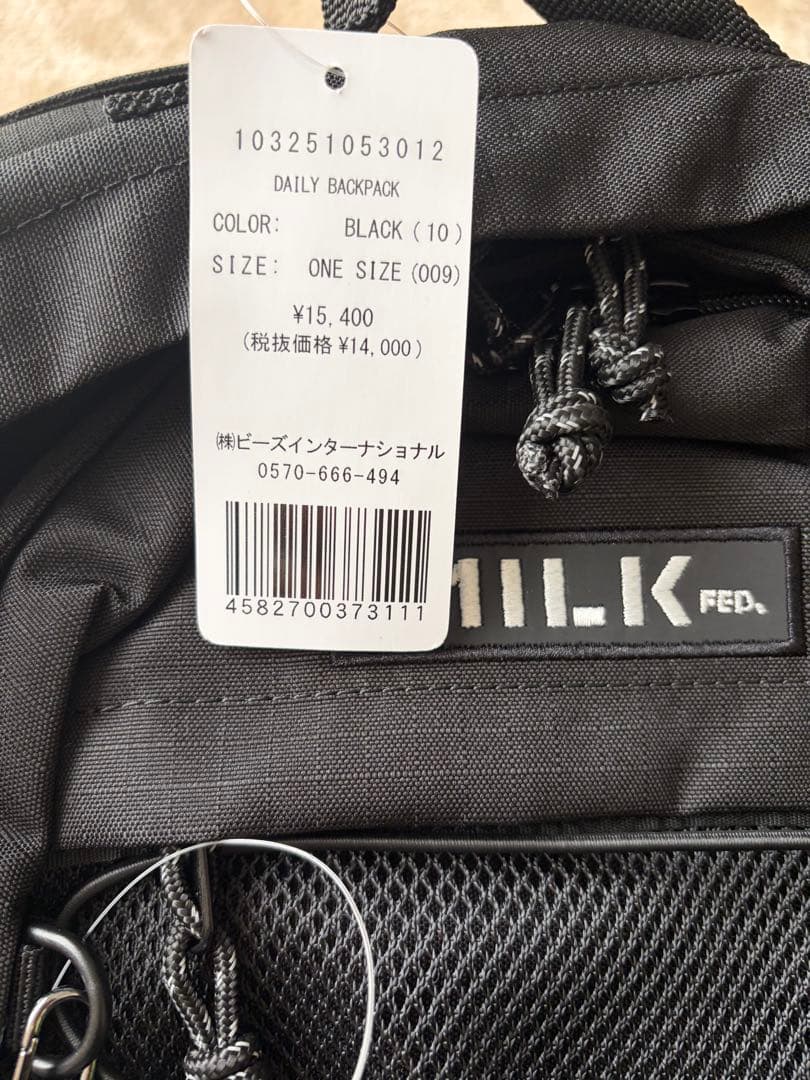 103251053012
DAILY BACKPACK
COLOR: BLACK (10)
SIZE: ONE SIZE (009)
¥15,400
(税抜価格 ¥14,000)
㈱ビーズインターナショナル
0570-666-494
4582700373111
MILK FED.